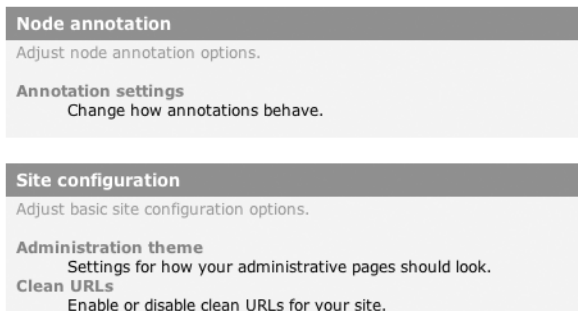 Node annotation
Adjust node annotation options.
Annotation settings
Change how annotations behave.
Site configuration
Adjust basic site configuration options.
Administration theme
Settings for how your administrative pages should look.
Clean URLs
Enable or disable clean URLs for your site.